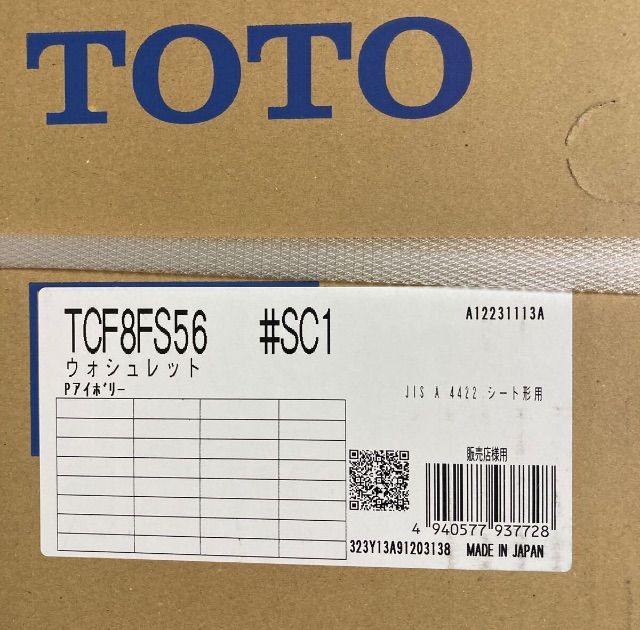 TOTO
TCF8FS56 #SC1
A12231113A
ウォシュレット
Pアイボリー
JIS A 4422 シート形用
販売店様用
4 940577 937728
323Y13A91203138 MADE IN JAPAN